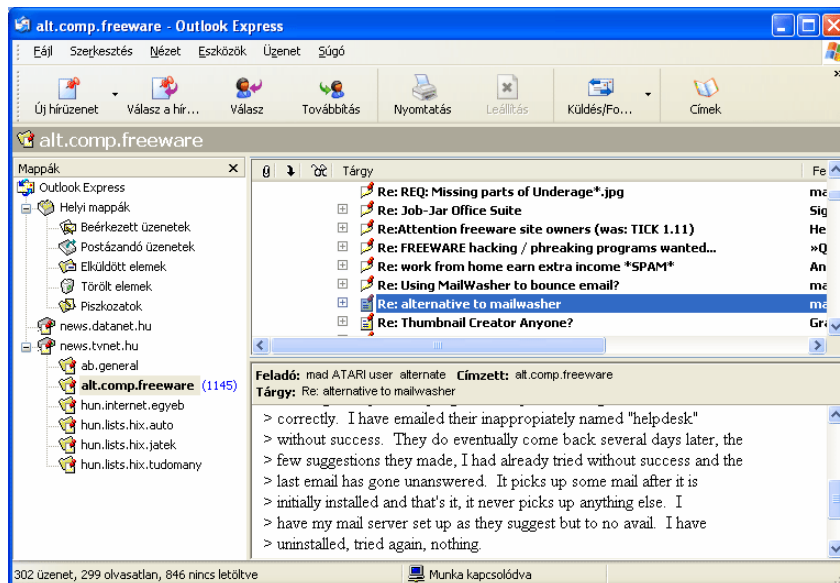 alt.comp.freeware - Outlook Express
Fájl Szerkesztés Nézet Eszközök Üzenet Súgó
Új hírüzenet Válasz a hír... Válasz Továbbítás Nyomtatás Leállítás Küldés/Fo... Címek
alt.comp.freeware
Mappák
Outlook Express
Helyi mappák
Beérkezett üzenetek
Postázandó üzenetek
Elküldött elemek
Törölt elemek
Piszkozatok
news.datanet.hu
news.tvnet.hu
ab.general
alt.comp.freeware (1145)
hun.internet.egyeb
hun.lists.hix.auto
hun.lists.hix.jatek
hun.lists.hix.tudomany
Tárgy Fe
Re: REQ: Missing parts of Underage*.jpg ma
Re: Job-Jar Office Suite Sig
Re:Attention freeware site owners (was: TICK 1.11) He
Re: FREEWARE hacking / phreaking programs wanted... »Q
Re: work from home earn extra income *SPAM* An
Re: Using MailWasher to bounce email? ma
Re: alternative to mailwasher ma
Re: Thumbnail Creator Anyone? Gra
Feladó: mad ATARI user alternate Címzett: alt.comp.freeware
Tárgy: Re: alternative to mailwasher
> correctly. I have emailed their inappropiately named "helpdesk"
> without success. They do eventually come back several days later, the
> few suggestions they made, I had already tried without success and the
> last email has gone unanswered. It picks up some mail after it is
> initially installed and that's it, it never picks up anything else. I
> have my mail server set up as they suggest but to no avail. I have
> uninstalled, tried again, nothing.
302 üzenet, 299 olvasatlan, 846 nincs letöltve
Munka kapcsolódva